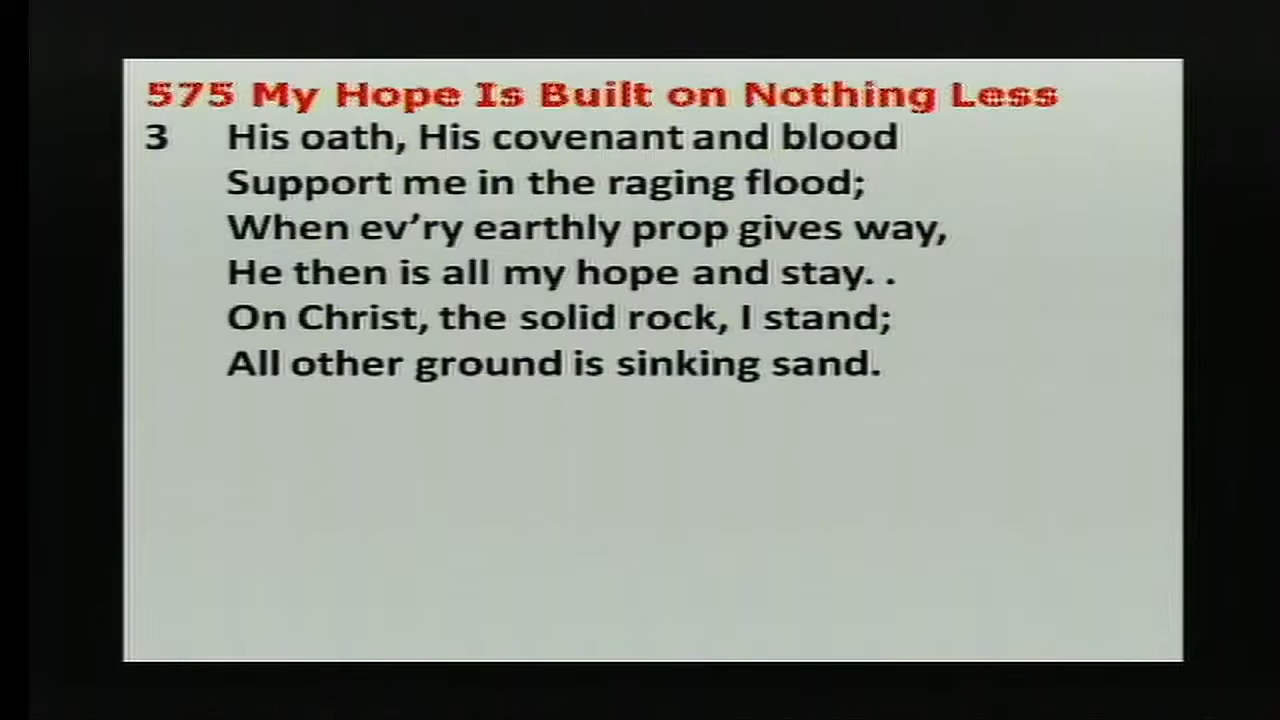 575 My Hope Is Built on Nothing Less
3 His oath, His covenant and blood
Support me in the raging flood;
When ev’ry earthly prop gives way,
He then is all my hope and stay. .
On Christ, the solid rock, I stand;
All other ground is sinking sand.